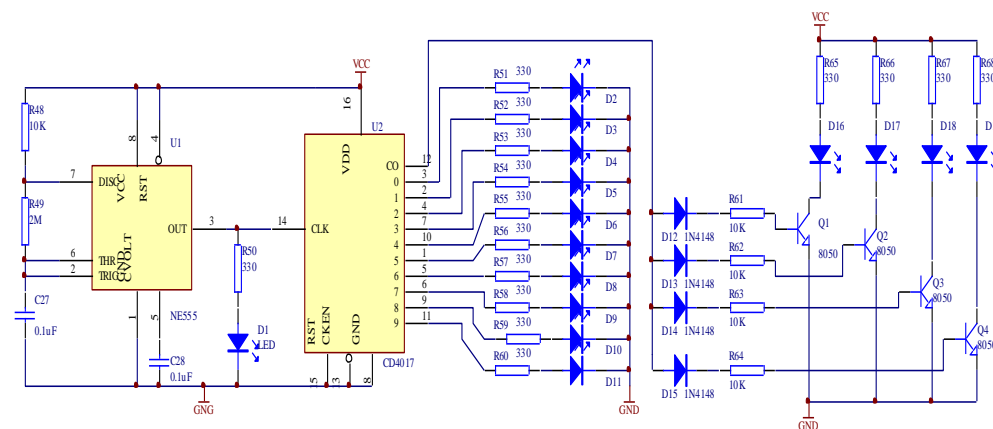 VCC
R48
10K
R49
2M
C27
0.1uF
8
4
U1
7
DISC
VCC
RST
OUT
3
6
THR
2
TRIG
GND
CVOLT
1
5
NE555
C28
0.1uF
GNG
R50
330
D1
LED
VCC
16
U2
VDD
14
CLK
CO
12
0
3
1
2
2
4
3
7
4
10
5
1
6
5
7
6
8
9
9
11
RST
CKEN
GND
15
13
8
CD4017
R51
330
D2
R52
330
D3
R53
330
D4
R54
330
D5
R55
330
D6
R56
330
D7
R57
330
D8
R58
330
D9
R59
330
D10
R60
330
D11
GND
D12 1N4148
R61
10K
D13 1N4148
R62
10K
D14 1N4148
R63
10K
D15 1N4148
R64
10K
VCC
R65
330
R66
330
R67
330
R68
330
D16
D17
D18
D
Q1
8050
Q2
8050
Q3
8050
Q4
8050
GND